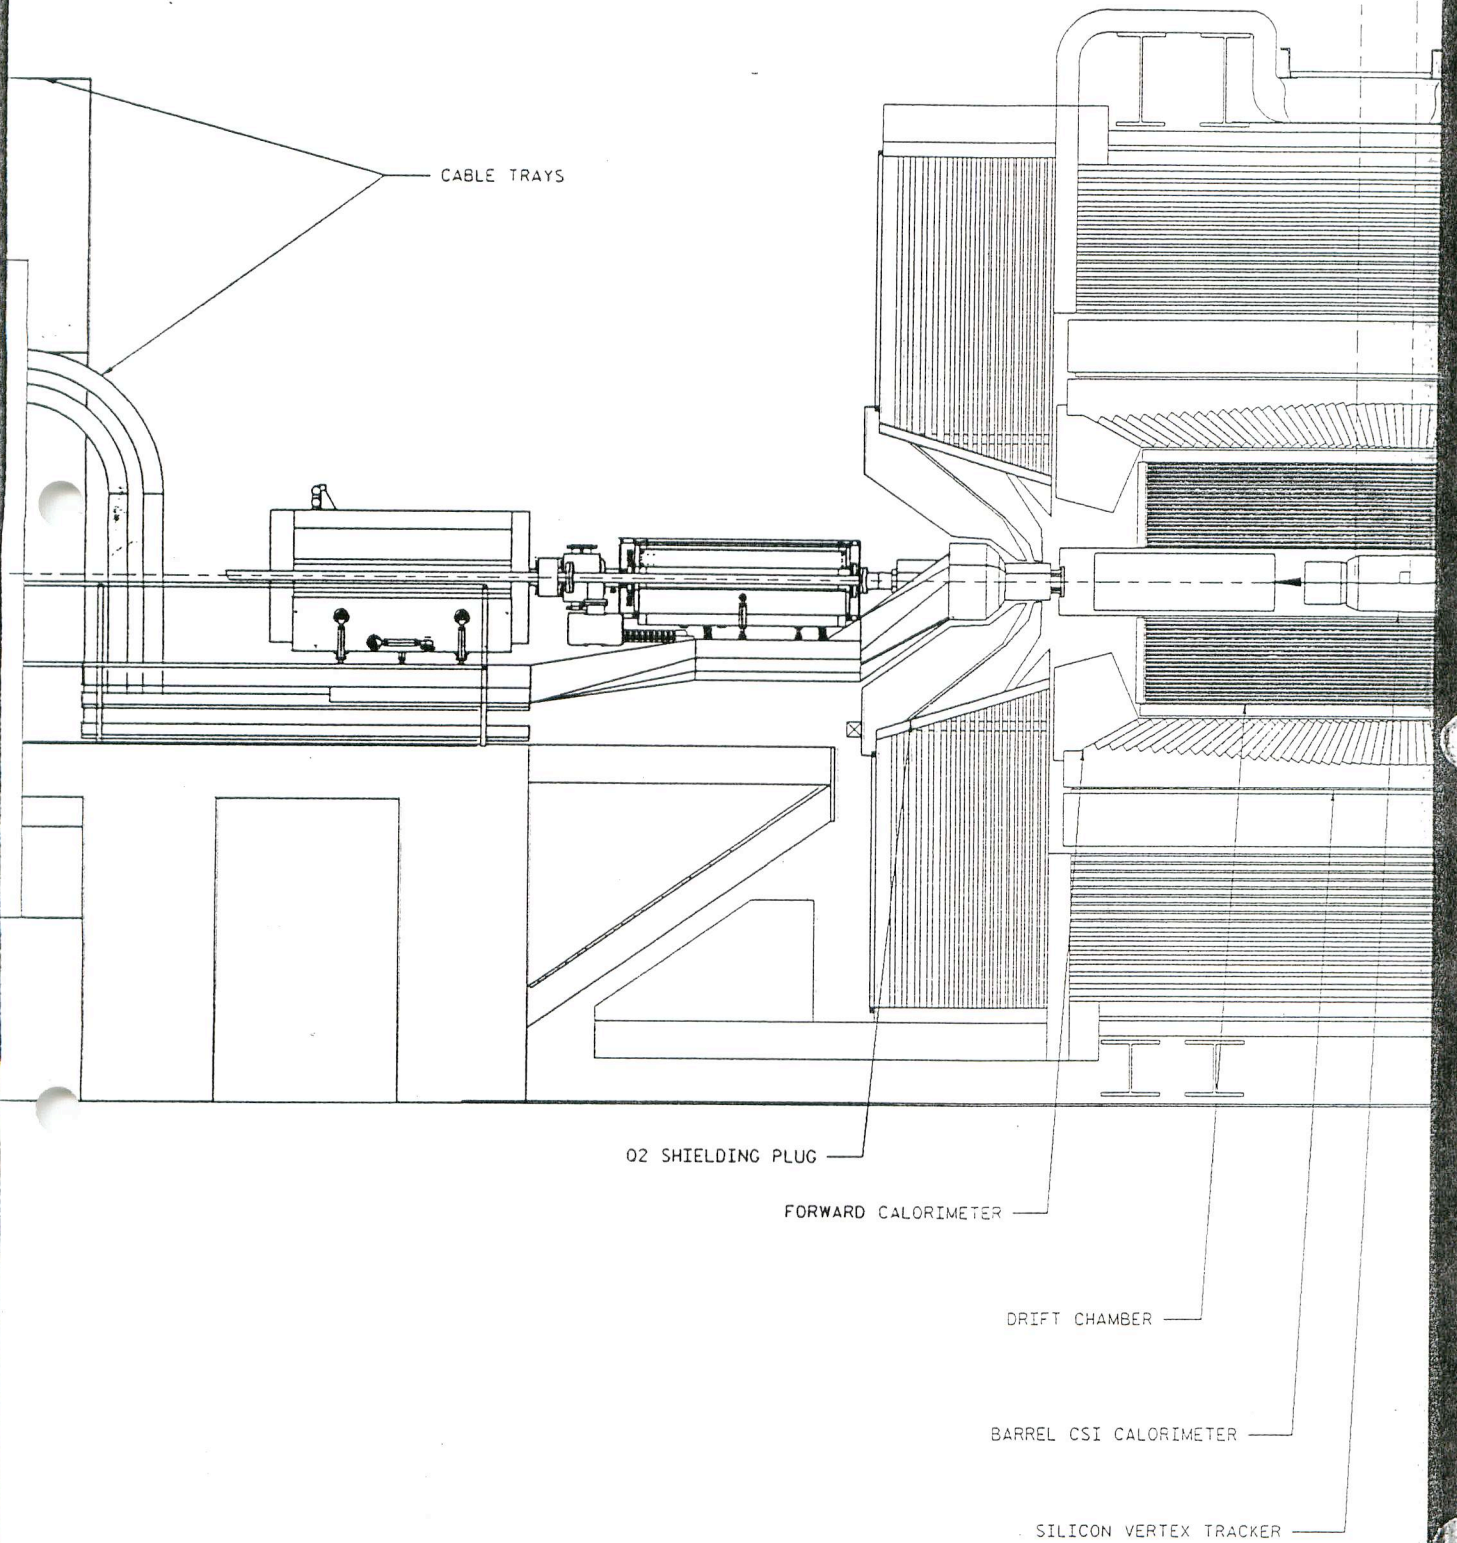 CABLE TRAYS
Q2 SHIELDING PLUG
FORWARD CALORIMETER
DRIFT CHAMBER
BARREL CSI CALORIMETER
SILICON VERTEX TRACKER